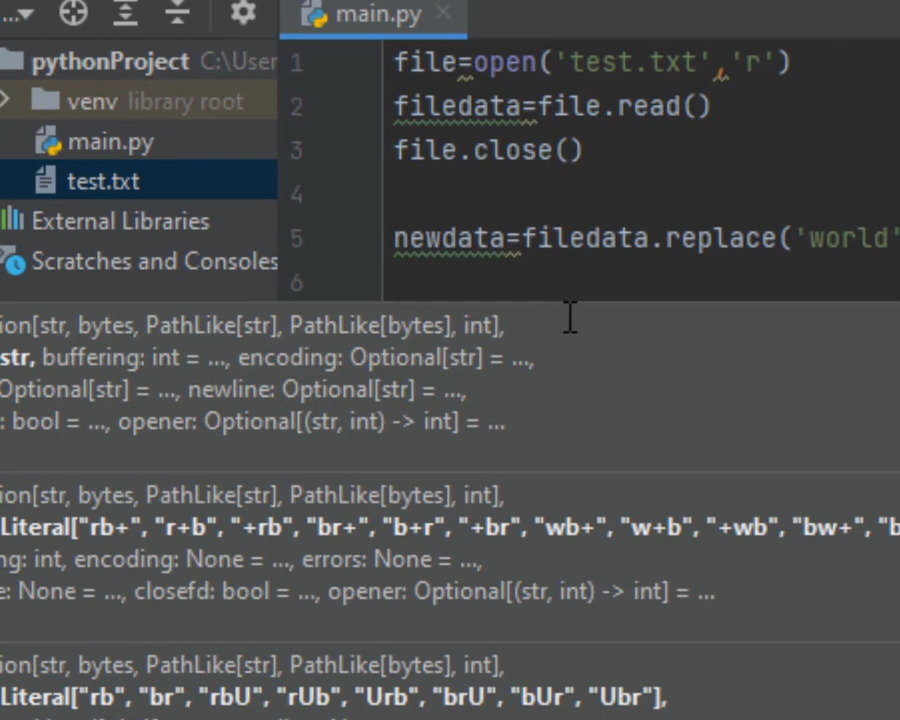 ...
main.py
pythonProject C:\User
venv library root
main.py
test.txt
External Libraries
Scratches and Consoles
1 file=open('test.txt','r')
2 filedata=file.read()
3 file.close()
4
5 newdata=filedata.replace('world'
6
ion[str, bytes, PathLike[str], PathLike[bytes], int],
str, buffering: int = ..., encoding: Optional[str] = ...,
Optional[str] = ..., newline: Optional[str] = ...,
: bool = ..., opener: Optional[(str, int) -> int] = ...
ion[str, bytes, PathLike[str], PathLike[bytes], int],
Literal["rb+", "r+b", "+rb", "br+", "b+r", "+br", "wb+", "w+b", "+wb", "bw+", "b
ng: int, encoding: None = ..., errors: None = ...,
e: None = ..., closefd: bool = ..., opener: Optional[(str, int) -> int] = ...
ion[str, bytes, PathLike[str], PathLike[bytes], int],
Literal["rb", "br", "rbU", "rUb", "Urb", "brU", "bUr", "Ubr"],